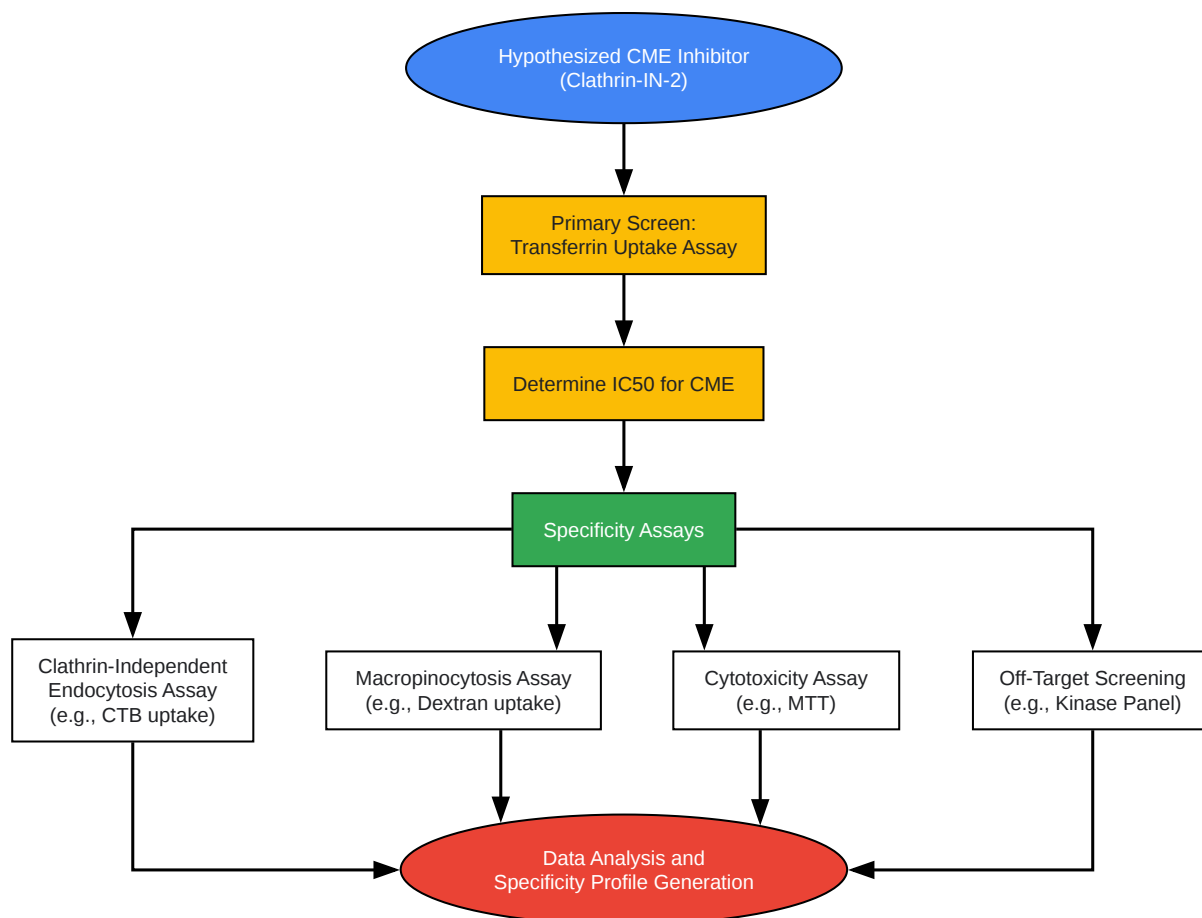 Hypothesized CME Inhibitor
(Clathrin-IN-2)
Primary Screen:
Transferrin Uptake Assay
Determine IC50 for CME
Specificity Assays
Clathrin-Independent
Endocytosis Assay
(e.g., CTB uptake)
Macropinocytosis Assay
(e.g., Dextran uptake)
Cytotoxicity Assay
(e.g., MTT)
Off-Target Screening
(e.g., Kinase Panel)
Data Analysis and
Specificity Profile Generation